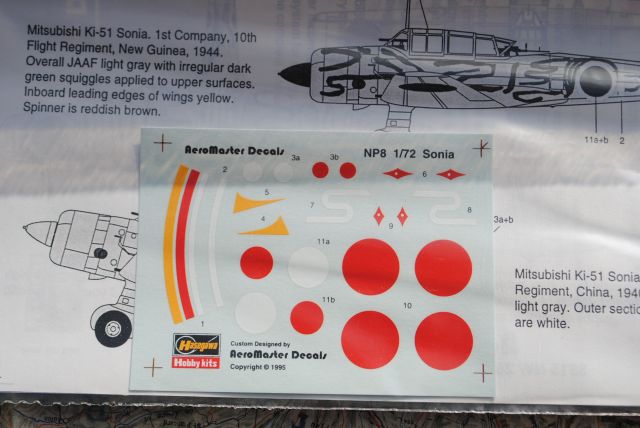 Mitsubishi Ki-51 Sonia. 1st Company, 10th
Flight Regiment, New Guinea, 1944.
Overall JAAF light gray with irregular dark
green squiggles applied to upper surfaces.
Inboard leading edges of wings yellow.
Spinner is reddish brown.
11a+b
2
AeroMaster Decals
NP8 1/72 Sonia
2
3a
3b
6
5
7
8
4
9
3a+b
11a
11b
10
1
Hasegawa
Hobby kits
Custom Designed by
AeroMaster Decals
Copyright © 1995
Mitsubishi Ki-51 Sonia
Regiment, China, 194
light gray. Outer sectio
are white.